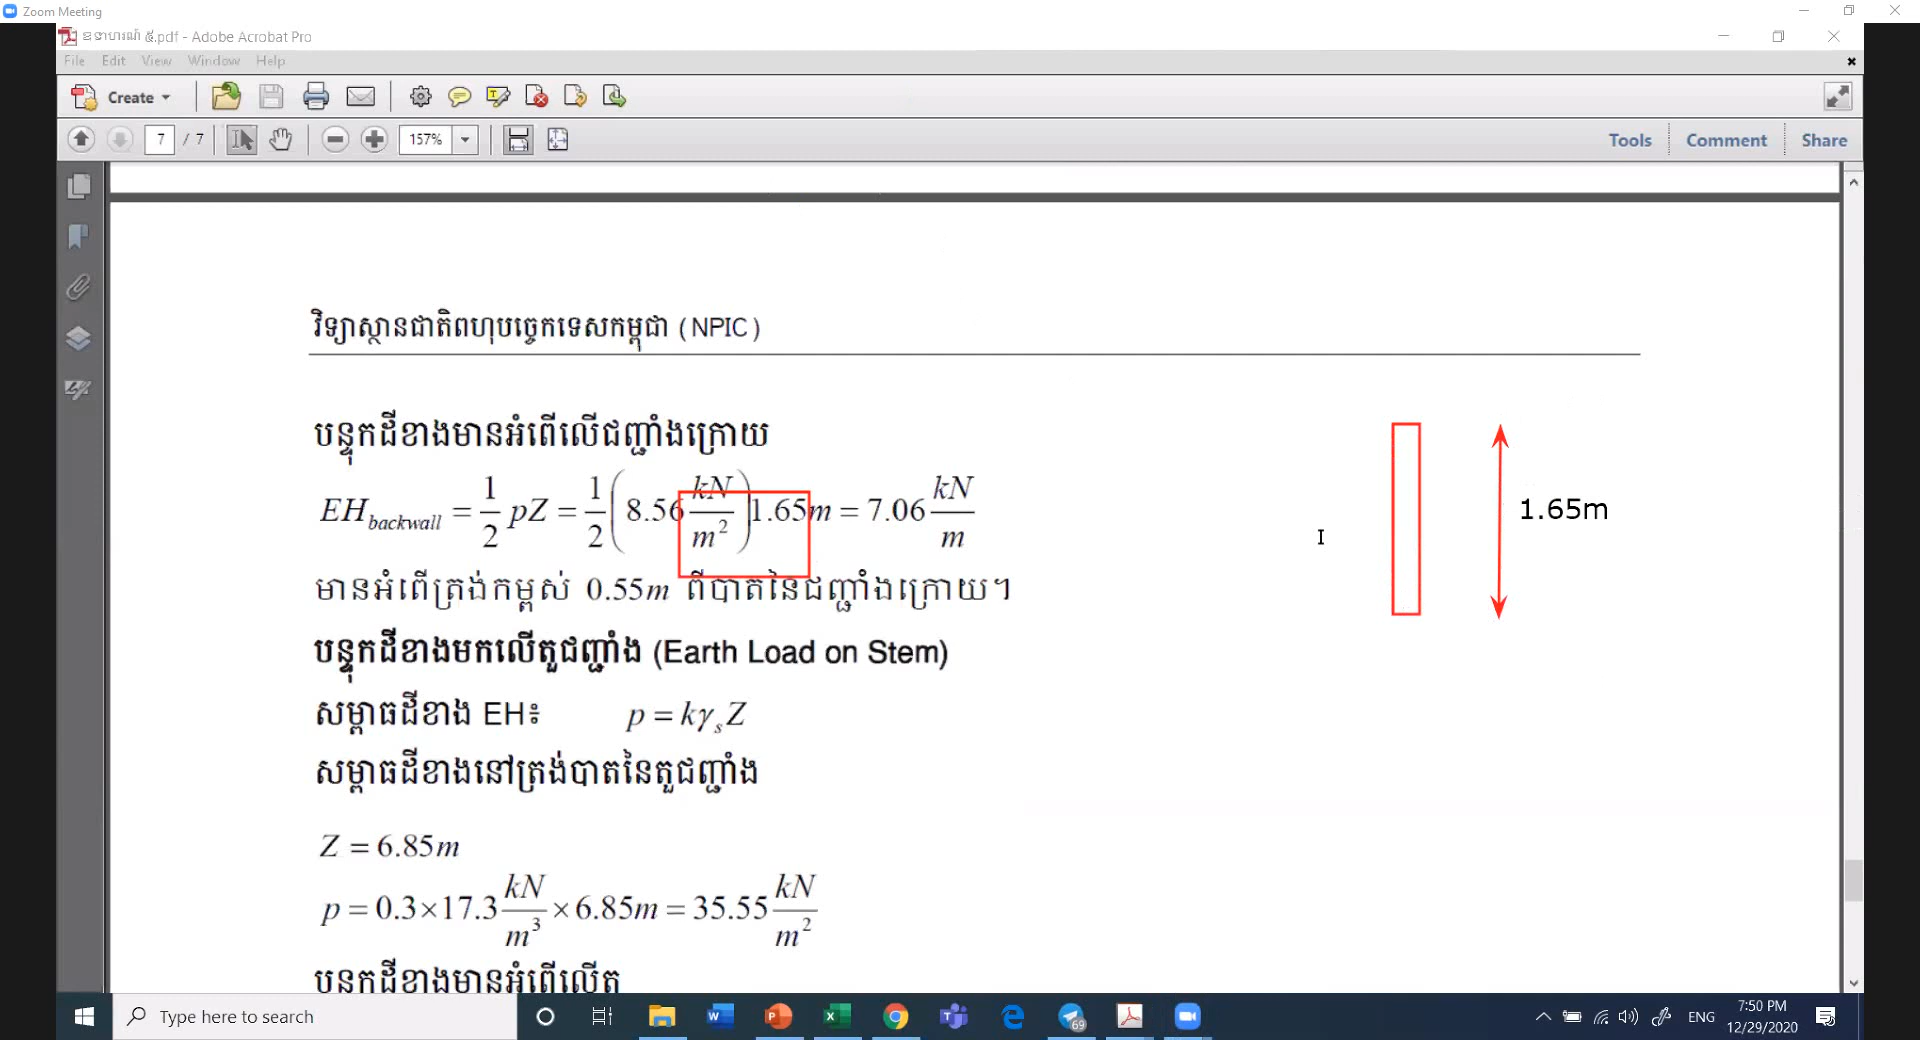 Zoom Meeting
ឧទាហរណ៍ ៥.pdf - Adobe Acrobat Pro
File Edit View Window Help
Create
7 / 7 157% Tools Comment Share
វិទ្យាស្ថានជាតិពហុបច្ចេកទេសកម្ពុជា (NPIC)
បន្ទុកដីខាងមានអំពើលើជញ្ជាំងក្រោយ
EH_backwall = 1/2 pZ = 1/2 (8.56 kN/m²) 1.65m = 7.06 kN/m
1.65m
មានអំពើត្រង់កម្ពស់ 0.55m ពីបាតនៃជញ្ជាំងក្រោយ។
បន្ទុកដីខាងមកលើតួជញ្ជាំង (Earth Load on Stem)
សម្ពាធដីខាង EH៖ p = kγ_s Z
សម្ពាធដីខាងនៅត្រង់បាតនៃតួជញ្ជាំង
Z = 6.85m
p = 0.3×17.3 kN/m³ × 6.85m = 35.55 kN/m²
បន្ទុកដីខាងមានអំពើលើតួ
Type here to search
69
ENG
7:50 PM
12/29/2020